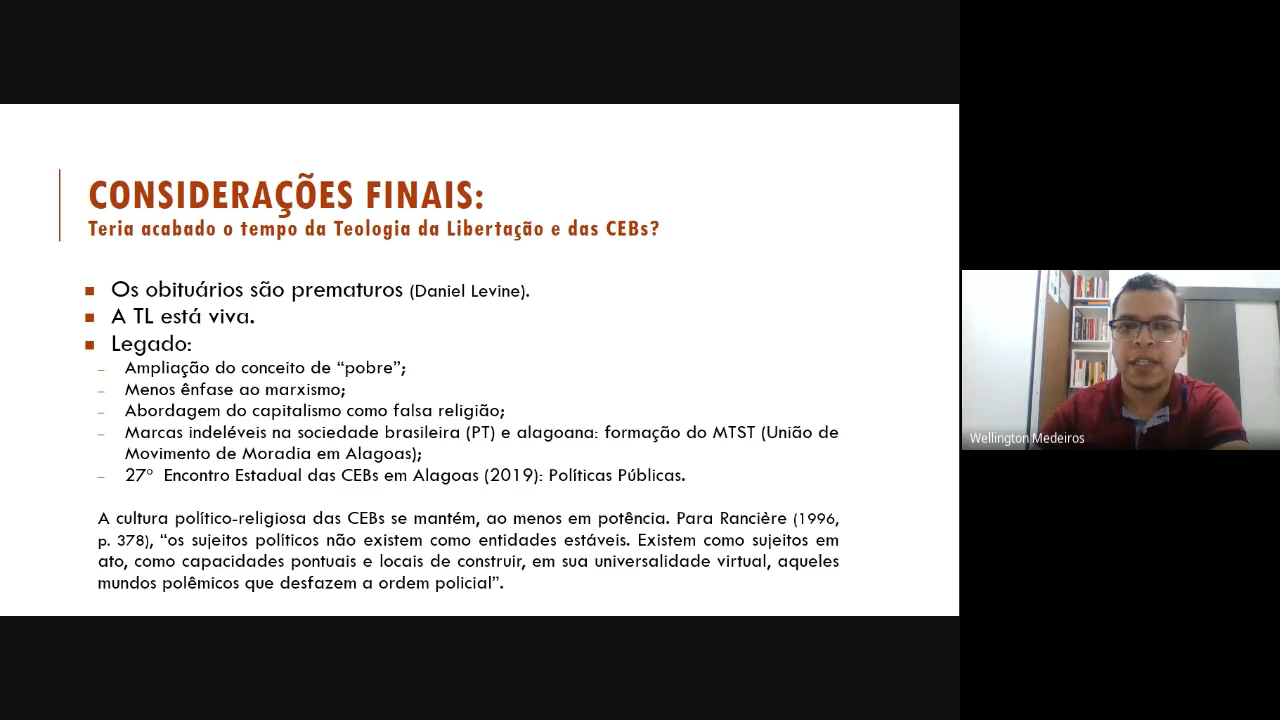 CONSIDERAÇÕES FINAIS:
Teria acabado o tempo da Teologia da Libertação e das CEBs?
■ Os obituários são prematuros (Daniel Levine).
■ A TL está viva.
■ Legado:
– Ampliação do conceito de “pobre”;
– Menos ênfase ao marxismo;
– Abordagem do capitalismo como falsa religião;
– Marcas indeléveis na sociedade brasileira (PT) e alagoana: formação do MTST (União de
Movimento de Moradia em Alagoas);
– 27º Encontro Estadual das CEBs em Alagoas (2019): Políticas Públicas.
A cultura político-religiosa das CEBs se mantém, ao menos em potência. Para Rancière (1996,
p. 378), “os sujeitos políticos não existem como entidades estáveis. Existem como sujeitos em
ato, como capacidades pontuais e locais de construir, em sua universalidade virtual, aqueles
mundos polêmicos que desfazem a ordem policial”.
Wellington Medeiros